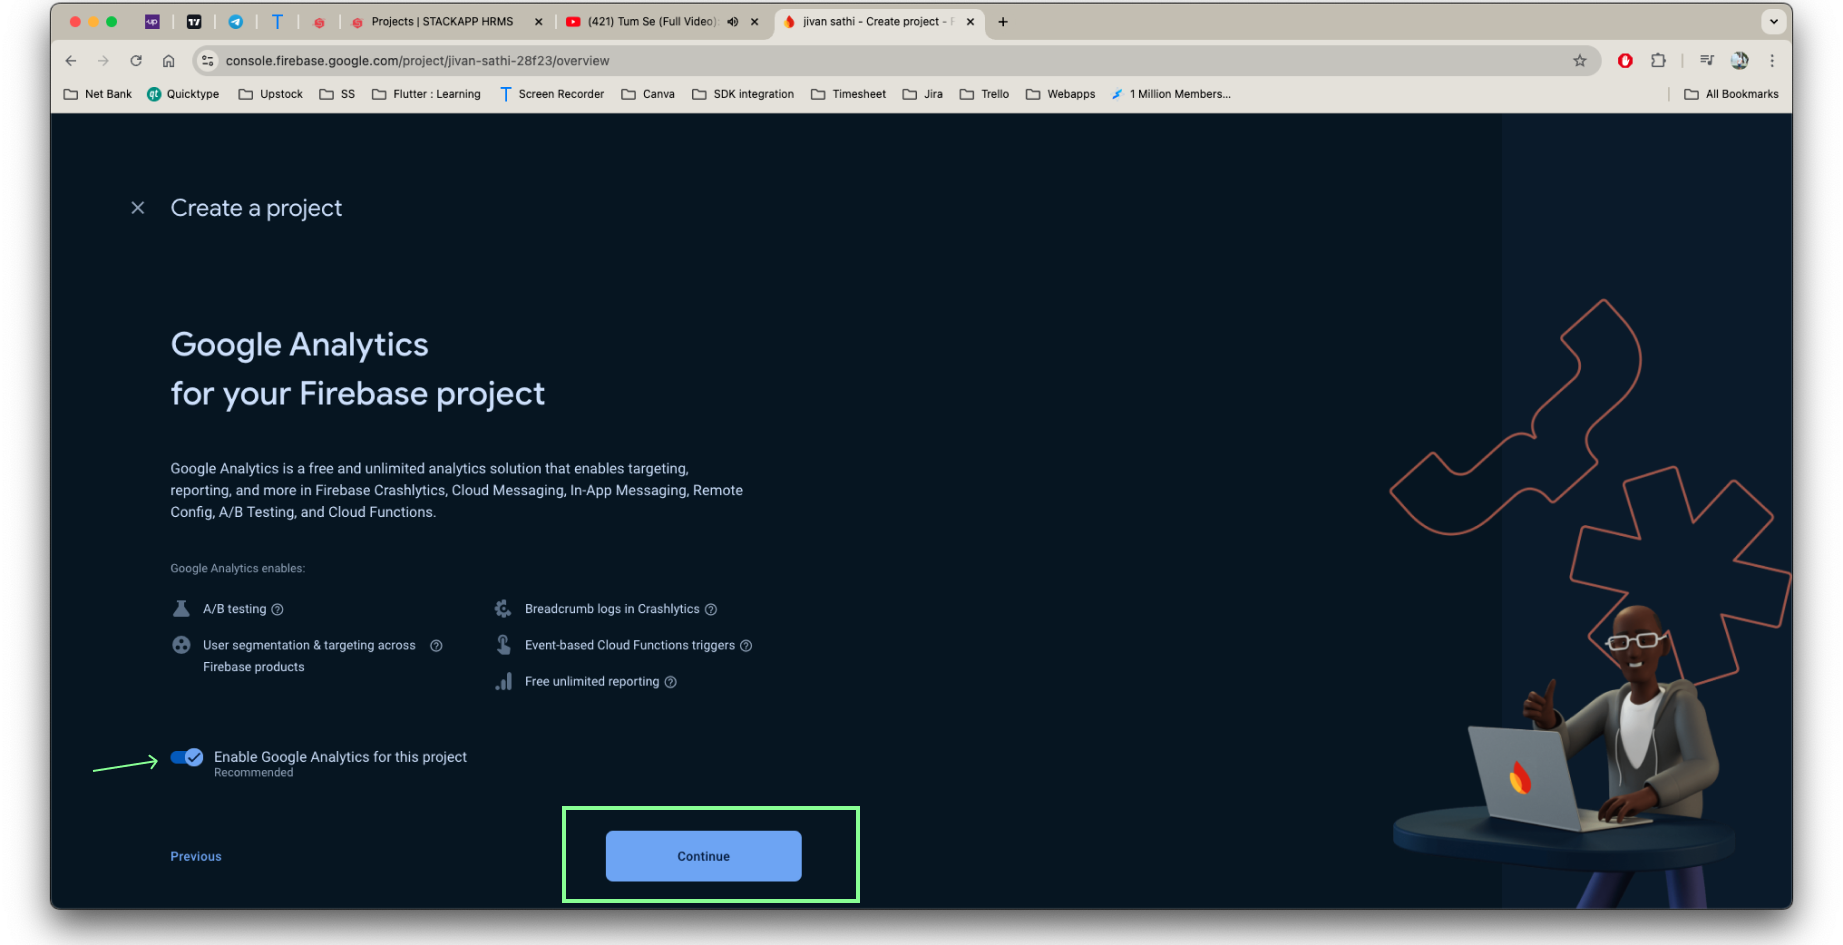 up
Projects | STACKAPP HRMS
(421) Tum Se (Full Video):
jivan sathi - Create project -
console.firebase.google.com/project/jivan-sathi-28f23/overview
Net Bank
qt Quicktype
Upstock
SS
Flutter : Learning
Screen Recorder
Canva
SDK integration
Timesheet
Jira
Trello
Webapps
1 Million Members...
All Bookmarks
Create a project
Google Analytics
for your Firebase project
Google Analytics is a free and unlimited analytics solution that enables targeting,
reporting, and more in Firebase Crashlytics, Cloud Messaging, In-App Messaging, Remote
Config, A/B Testing, and Cloud Functions.
Google Analytics enables:
A/B testing
Breadcrumb logs in Crashlytics
User segmentation & targeting across
Firebase products
Event-based Cloud Functions triggers
Free unlimited reporting
Enable Google Analytics for this project
Recommended
Previous
Continue